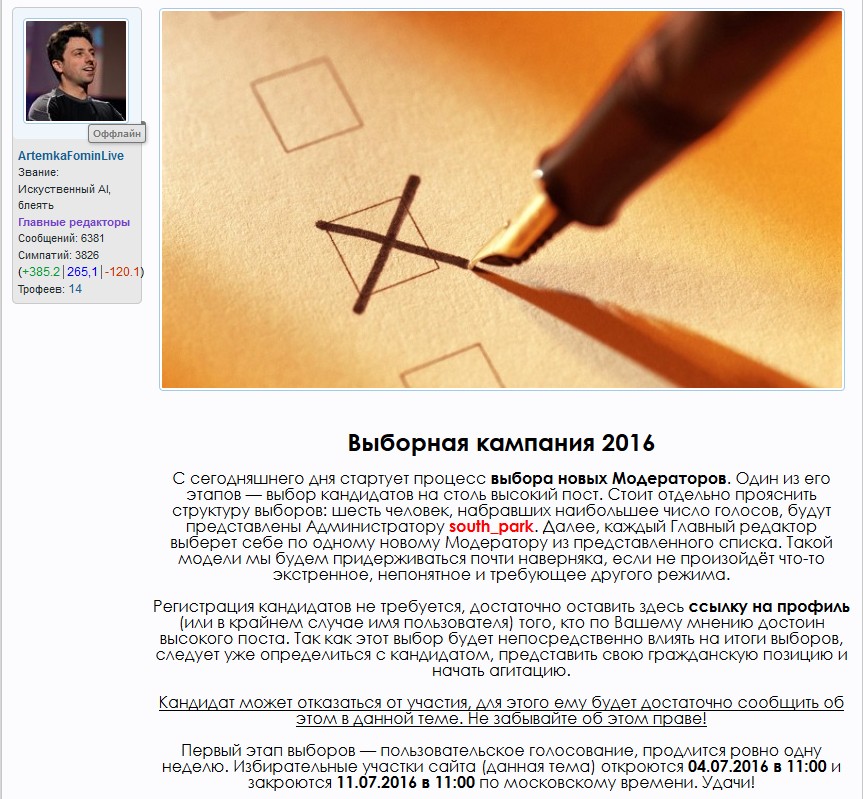 Оффлайн
ArtemkaFominLive
Звание:
Искуственный AI,
блеять
Главные редакторы
Сообщений: 6381
Симпатий: 3826
(+385.2|265,1|-120.1)
Трофеев: 14
Выборная кампания 2016
С сегодняшнего дня стартует процесс выбора новых Модераторов. Один из его
этапов — выбор кандидатов на столь высокий пост. Стоит отдельно прояснить
структуру выборов: шесть человек, набравших наибольшее число голосов, будут
представлены Администратору south_park. Далее, каждый Главный редактор
выберет себе по одному новому Модератору из представленного списка. Такой
модели мы будем придерживаться почти наверняка, если не произойдёт что-то
экстренное, непонятное и требующее другого режима.
Регистрация кандидатов не требуется, достаточно оставить здесь ссылку на профиль
(или в крайнем случае имя пользователя) того, кто по Вашему мнению достоин
высокого поста. Так как этот выбор будет непосредственно влиять на итоги выборов,
следует уже определиться с кандидатом, представить свою гражданскую позицию и
начать агитацию.
Кандидат может отказаться от участия, для этого ему будет достаточно сообщить об
этом в данной теме. Не забывайте об этом праве!
Первый этап выборов — пользовательское голосование, продлится ровно одну
неделю. Избирательные участки сайта (данная тема) откроются 04.07.2016 в 11:00 и
закроются 11.07.2016 в 11:00 по московскому времени. Удачи!